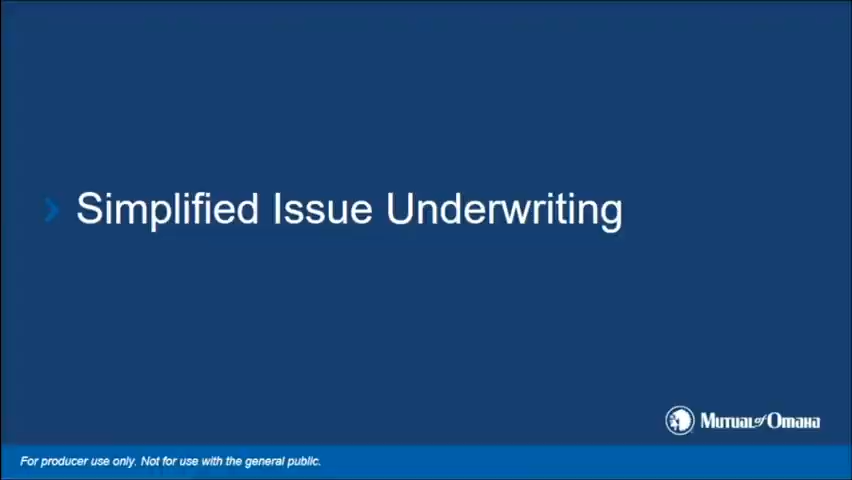 Simplified Issue Underwriting
Mutual of Omaha
For producer use only. Not for use with the general public.